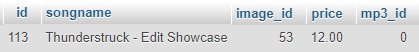 id songname image_id price mp3_id
113 Thunderstruck - Edit Showcase 53 12.00 0